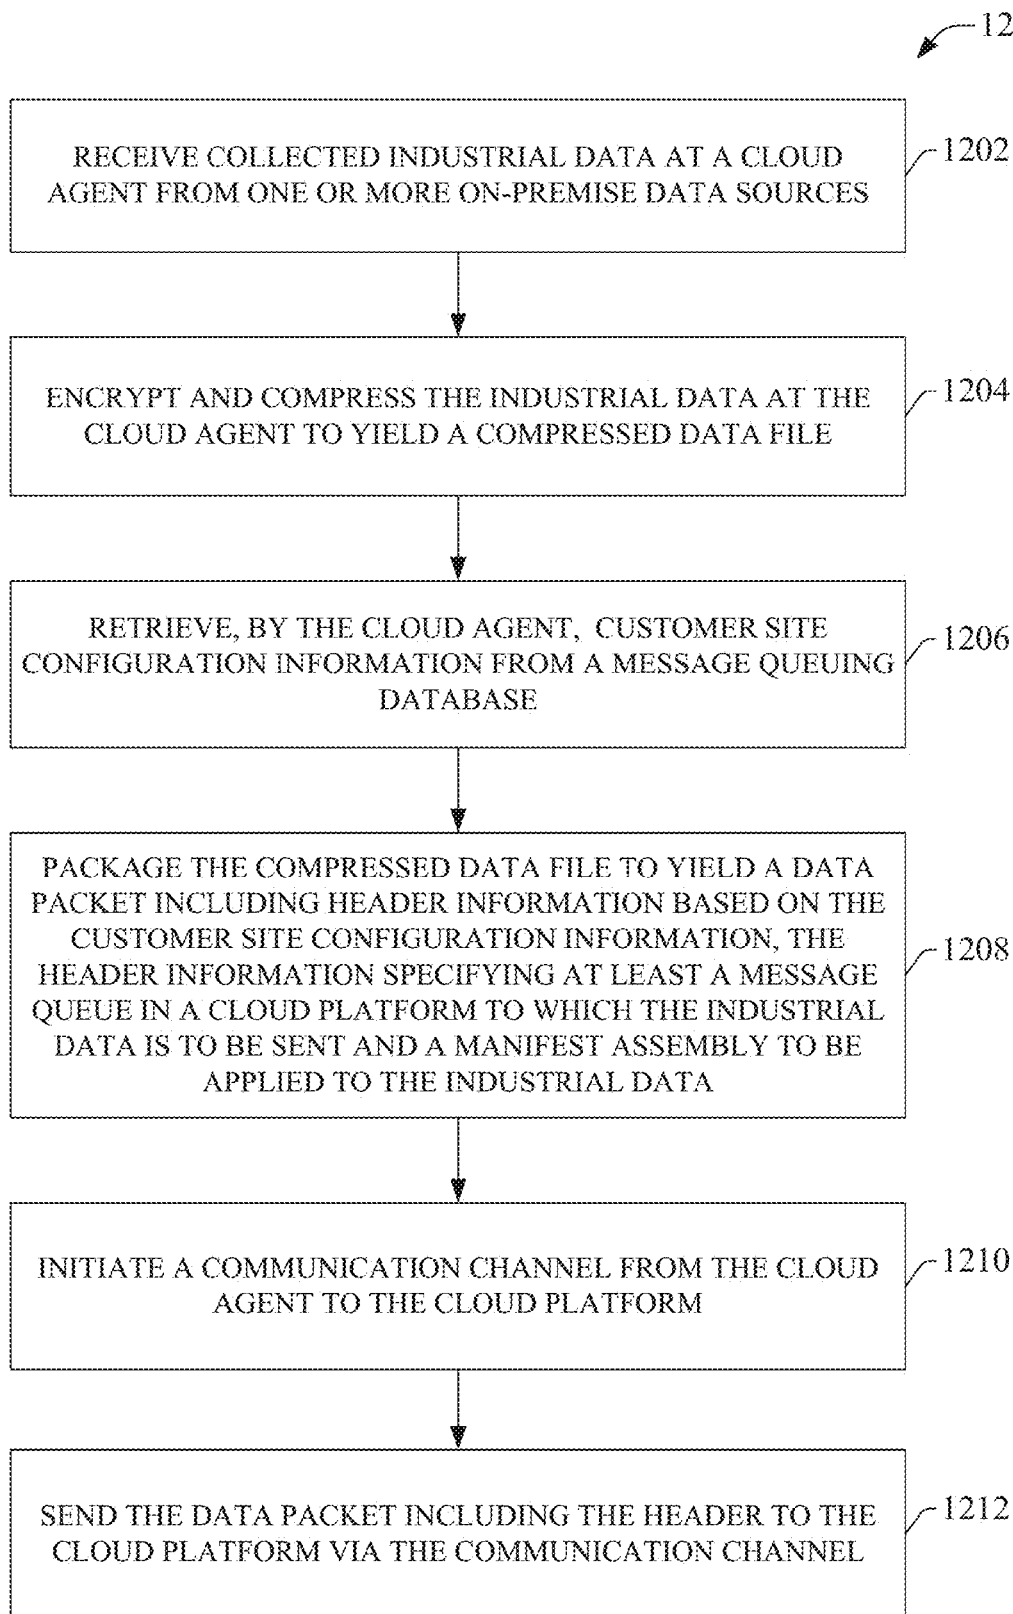 12
RECEIVE COLLECTED INDUSTRIAL DATA AT A CLOUD
AGENT FROM ONE OR MORE ON-PREMISE DATA SOURCES
1202
ENCRYPT AND COMPRESS THE INDUSTRIAL DATA AT THE
CLOUD AGENT TO YIELD A COMPRESSED DATA FILE
1204
RETRIEVE, BY THE CLOUD AGENT, CUSTOMER SITE
CONFIGURATION INFORMATION FROM A MESSAGE QUEUING
DATABASE
1206
PACKAGE THE COMPRESSED DATA FILE TO YIELD A DATA
PACKET INCLUDING HEADER INFORMATION BASED ON THE
CUSTOMER SITE CONFIGURATION INFORMATION, THE
HEADER INFORMATION SPECIFYING AT LEAST A MESSAGE
QUEUE IN A CLOUD PLATFORM TO WHICH THE INDUSTRIAL
DATA IS TO BE SENT AND A MANIFEST ASSEMBLY TO BE
APPLIED TO THE INDUSTRIAL DATA
1208
INITIATE A COMMUNICATION CHANNEL FROM THE CLOUD
AGENT TO THE CLOUD PLATFORM
1210
SEND THE DATA PACKET INCLUDING THE HEADER TO THE
CLOUD PLATFORM VIA THE COMMUNICATION CHANNEL
1212